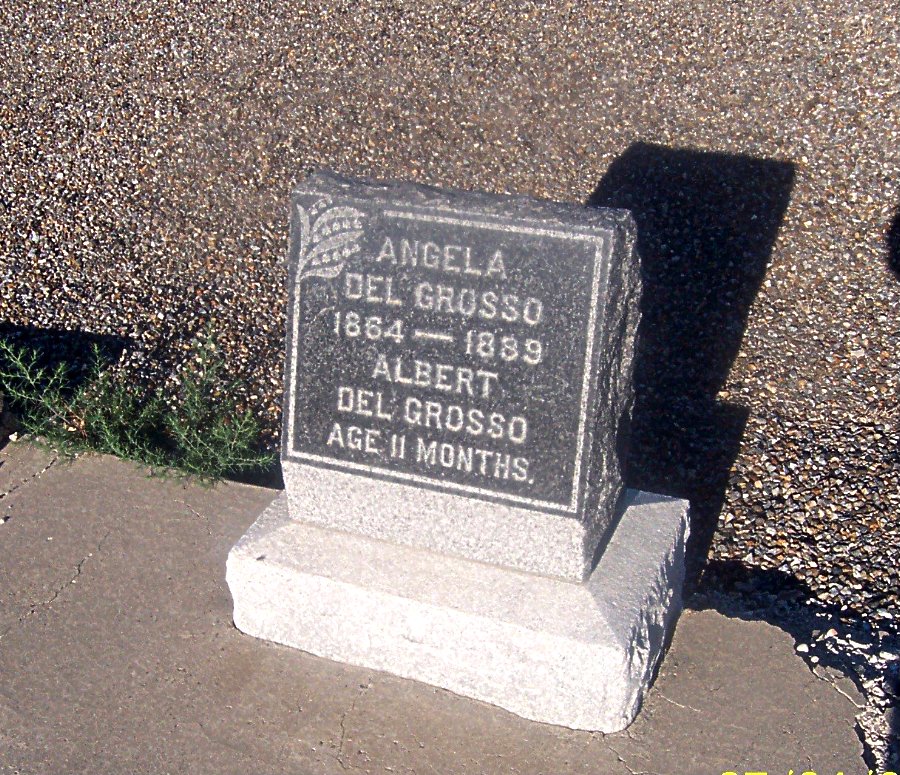 ANGELA
DEL GROSSO
1864 — 1889
ALBERT
DEL GROSSO
AGE 11 MONTHS.